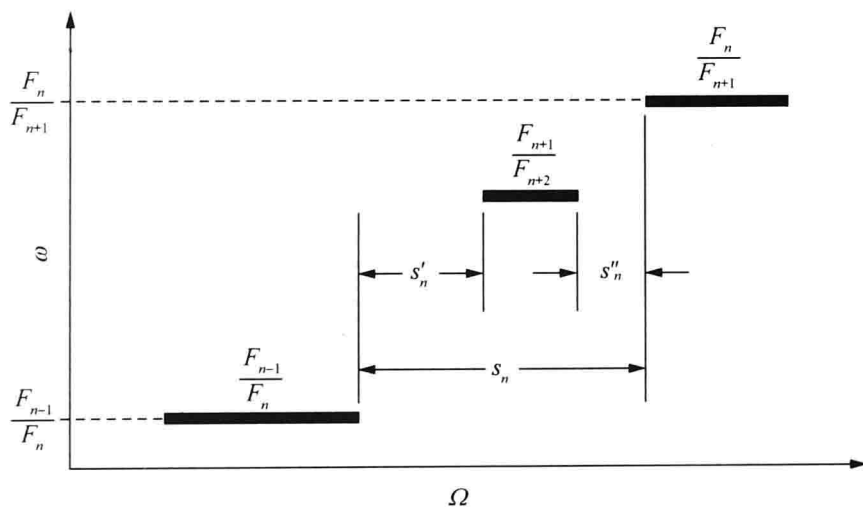 F_n
F_{n+1}
F_n
F_{n+1}
F_{n+1}
F_{n+2}
ω
s'_n
s''_n
F_{n-1}
F_n
s_n
F_{n-1}
F_n
Ω